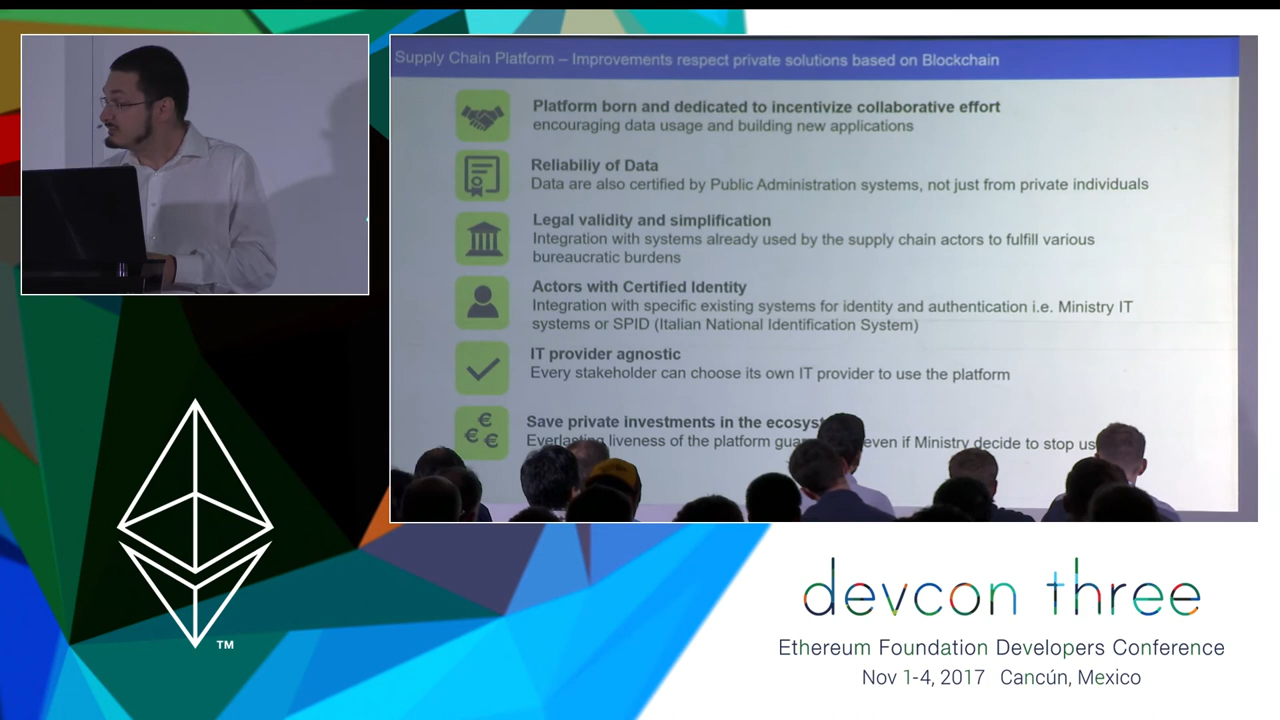 Supply Chain Platform – Improvements respect private solutions based on Blockchain
Platform born and dedicated to incentivize collaborative effort
encouraging data usage and building new applications
Reliabiliy of Data
Data are also certified by Public Administration systems, not just from private individuals
Legal validity and simplification
Integration with systems already used by the supply chain actors to fulfill various
bureaucratic burdens
Actors with Certified Identity
Integration with specific existing systems for identity and authentication i.e. Ministry IT
systems or SPID (Italian National Identification System)
IT provider agnostic
Every stakeholder can choose its own IT provider to use the platform
Save private investments in the
Everlasting liveness of the platform even if Ministry decide to stop
TM
devcon three
Ethereum Foundation Developers Conference
Nov 1-4, 2017 Cancún, Mexico